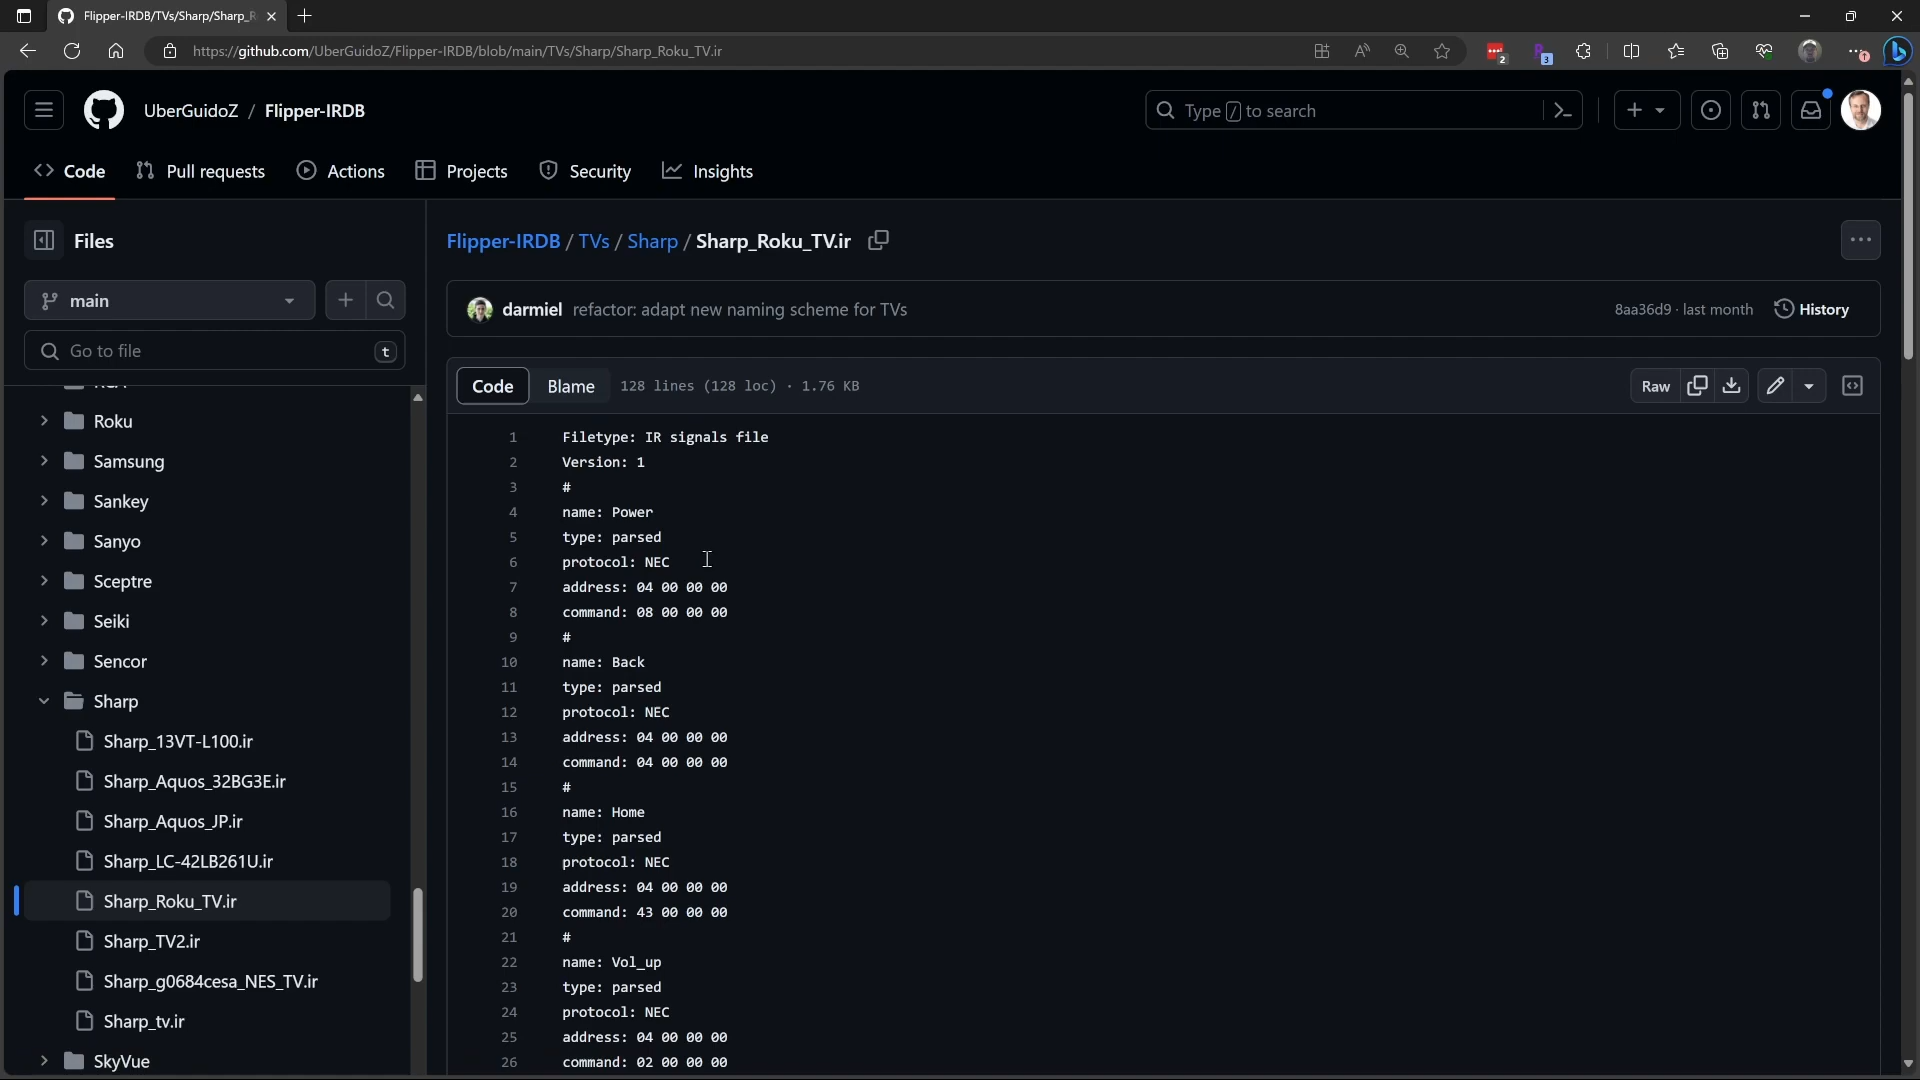 Flipper-IRDB/TVs/Sharp/Sharp_R
https://github.com/UberGuidoZ/Flipper-IRDB/blob/main/TVs/Sharp/Sharp_Roku_TV.ir
2
3
1
UberGuidoZ / Flipper-IRDB
Type / to search
Code
Pull requests
Actions
Projects
Security
Insights
Files
Flipper-IRDB / TVs / Sharp / Sharp_Roku_TV.ir
main
darmiel refactor: adapt new naming scheme for TVs
8aa36d9 · last month
History
Go to file
t
Code
Blame
128 lines (128 loc) · 1.76 KB
Raw
Roku
Samsung
Sankey
Sanyo
Sceptre
Seiki
Sencor
Sharp
Sharp_13VT-L100.ir
Sharp_Aquos_32BG3E.ir
Sharp_Aquos_JP.ir
Sharp_LC-42LB261U.ir
Sharp_Roku_TV.ir
Sharp_TV2.ir
Sharp_g0684cesa_NES_TV.ir
Sharp_tv.ir
SkyVue
1 Filetype: IR signals file
2 Version: 1
3 #
4 name: Power
5 type: parsed
6 protocol: NEC
7 address: 04 00 00 00
8 command: 08 00 00 00
9 #
10 name: Back
11 type: parsed
12 protocol: NEC
13 address: 04 00 00 00
14 command: 04 00 00 00
15 #
16 name: Home
17 type: parsed
18 protocol: NEC
19 address: 04 00 00 00
20 command: 43 00 00 00
21 #
22 name: Vol_up
23 type: parsed
24 protocol: NEC
25 address: 04 00 00 00
26 command: 02 00 00 00